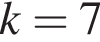 k = 7